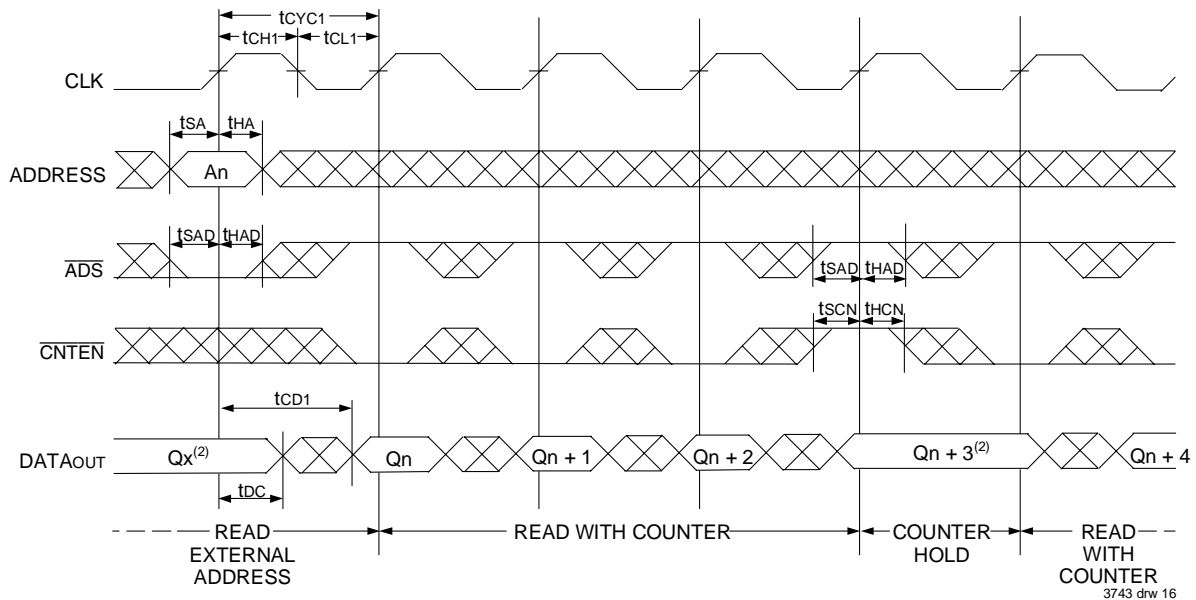 tCYC1
tCH1 tCL1
CLK
tSA tHA
ADDRESS An
tSAD tHAD
ADS
tSAD tHAD
tSCN tHCN
CNTEN
tCD1
DATAOUT Qx(2) Qn Qn + 1 Qn + 2 Qn + 3(2) Qn + 4
tDC
READ EXTERNAL ADDRESS
READ WITH COUNTER
COUNTER HOLD
READ WITH COUNTER
3743 drw 16